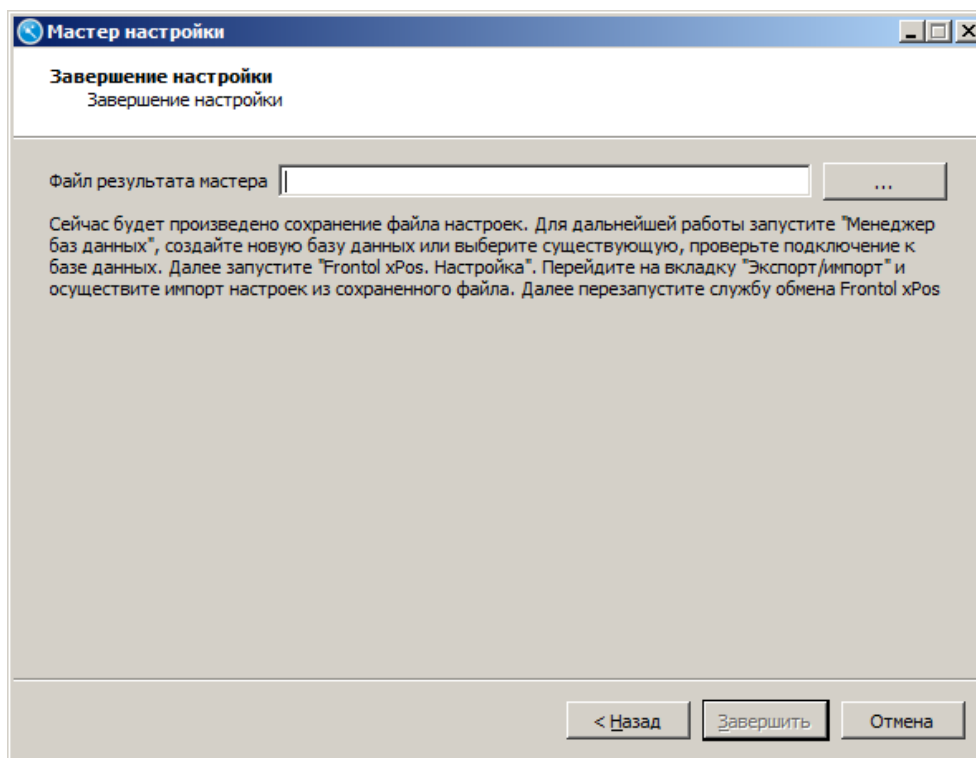 Мастер настройки
Завершение настройки
Завершение настройки
Файл результата мастера
...
Сейчас будет произведено сохранение файла настроек. Для дальнейшей работы запустите "Менеджер
баз данных", создайте новую базу данных или выберите существующую, проверьте подключение к
базе данных. Далее запустите "Frontol xPos. Настройка". Перейдите на вкладку "Экспорт/импорт" и
осуществите импорт настроек из сохраненного файла. Далее перезапустите службу обмена Frontol xPos
< Назад
Завершить
Отмена